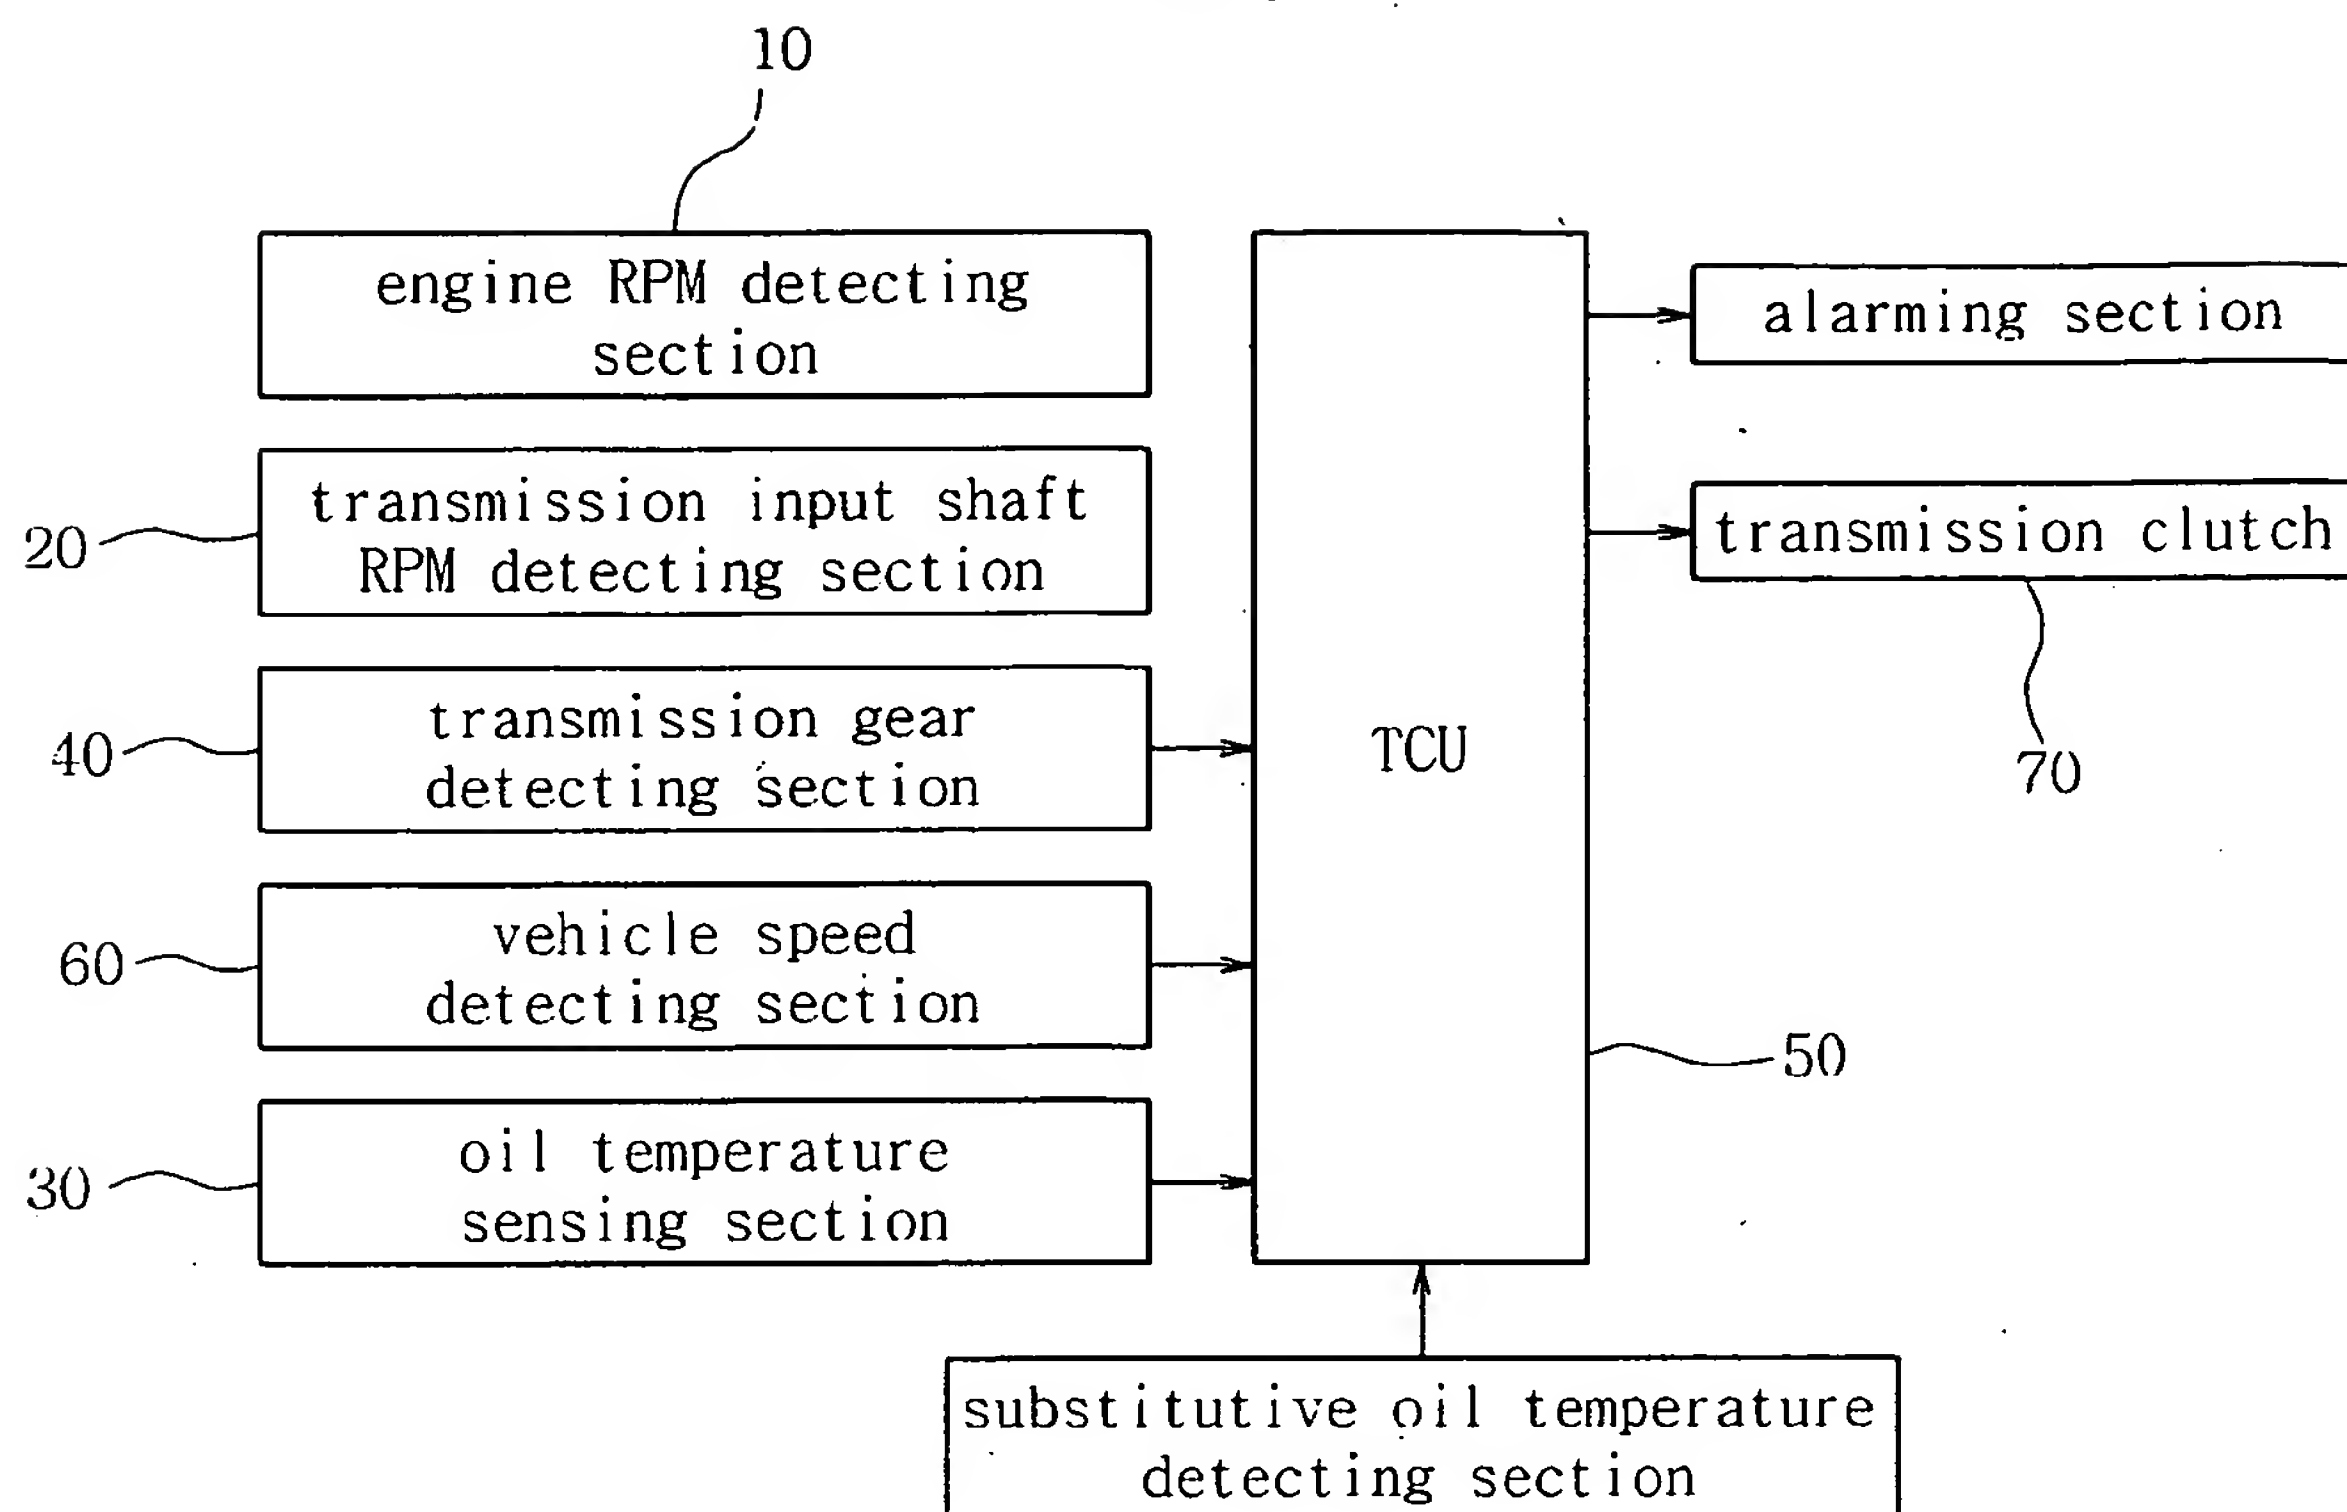 10
engine RPM detecting
section
alarming section
20
transmission input shaft
RPM detecting section
transmission clutch
40
transmission gear
detecting section
TCU
70
60
vehicle speed
detecting section
50
30
oil temperature
sensing section
substitutive oil temperature
detecting section